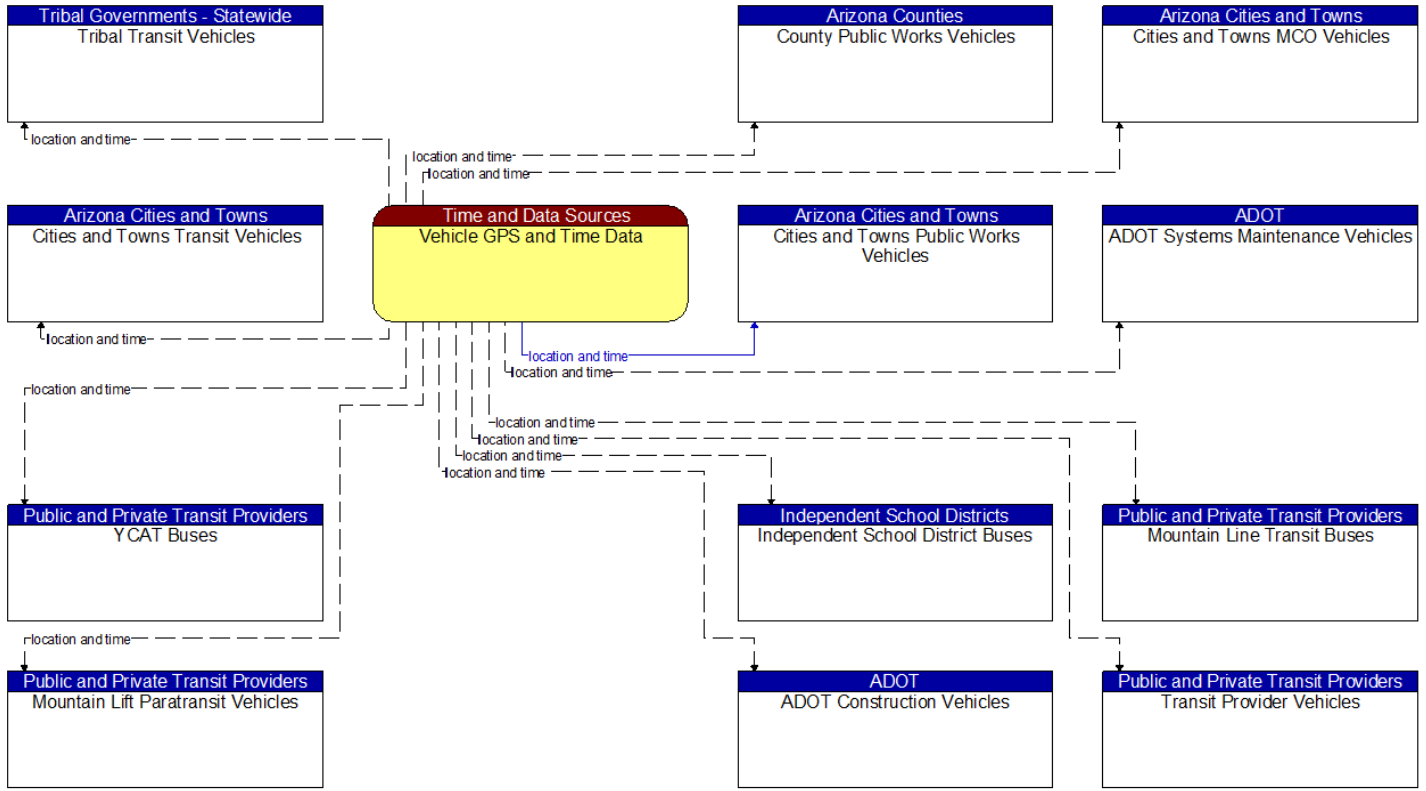 Tribal Governments - Statewide
Tribal Transit Vehicles
Arizona Counties
County Public Works Vehicles
Arizona Cities and Towns
Cities and Towns MCO Vehicles
location and time
location and time
location and time
Arizona Cities and Towns
Cities and Towns Transit Vehicles
Time and Data Sources
Vehicle GPS and Time Data
Arizona Cities and Towns
Cities and Towns Public Works
Vehicles
ADOT
ADOT Systems Maintenance Vehicles
location and time
location and time
location and time
location and time
location and time
location and time
location and time
location and time
Public and Private Transit Providers
YCAT Buses
Independent School Districts
Independent School District Buses
Public and Private Transit Providers
Mountain Line Transit Buses
location and time
Public and Private Transit Providers
Mountain Lift Paratransit Vehicles
ADOT
ADOT Construction Vehicles
Public and Private Transit Providers
Transit Provider Vehicles